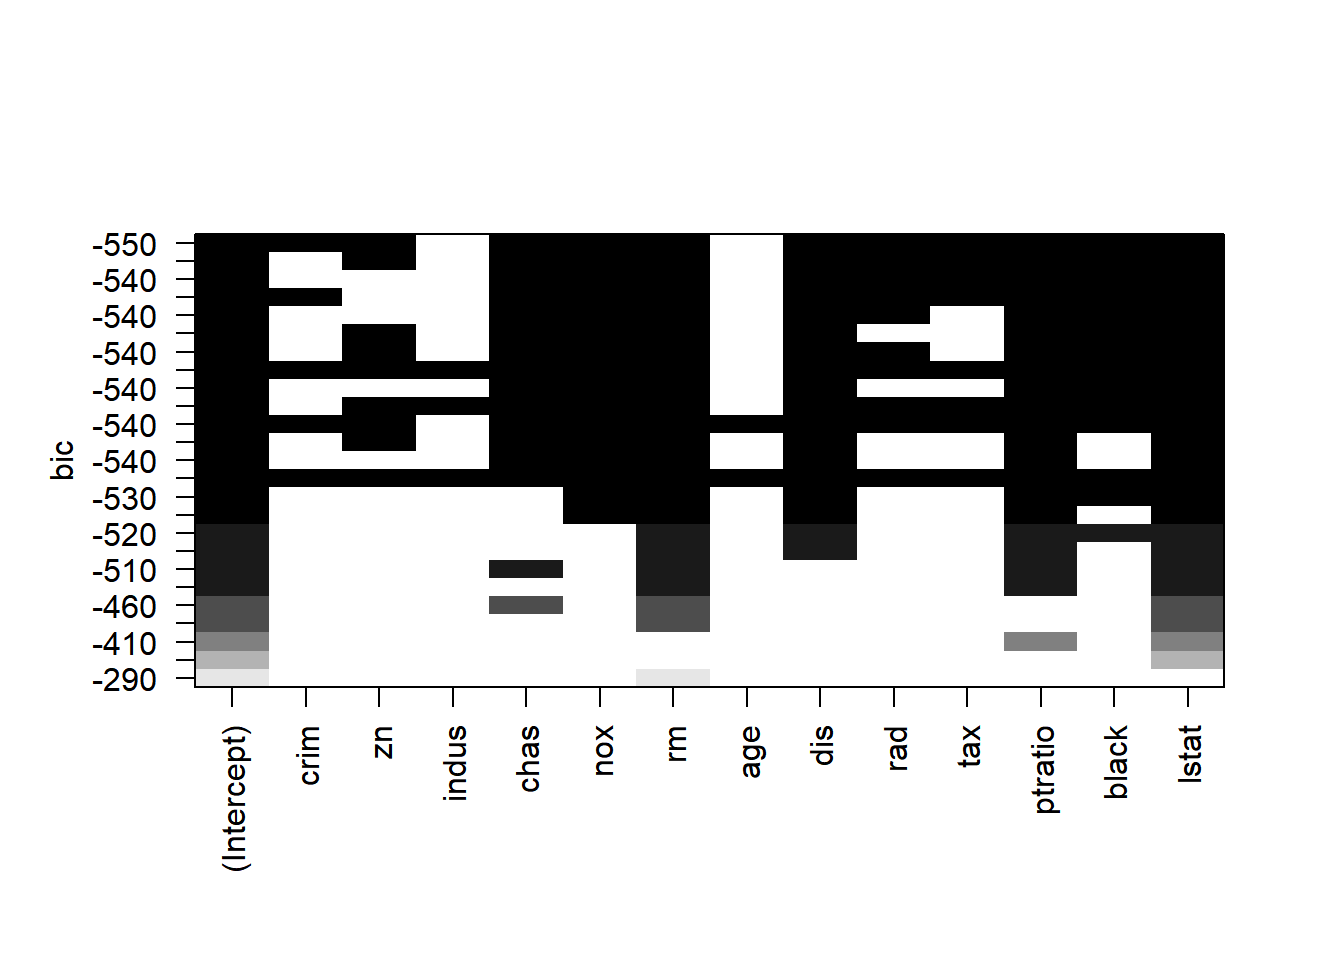 bic
-550
-540
-540
-540
-540
-540
-540
-530
-520
-510
-460
-410
-290
(Intercept)
crim
zn
indus
chas
nox
rm
age
dis
rad
tax
ptratio
black
lstat